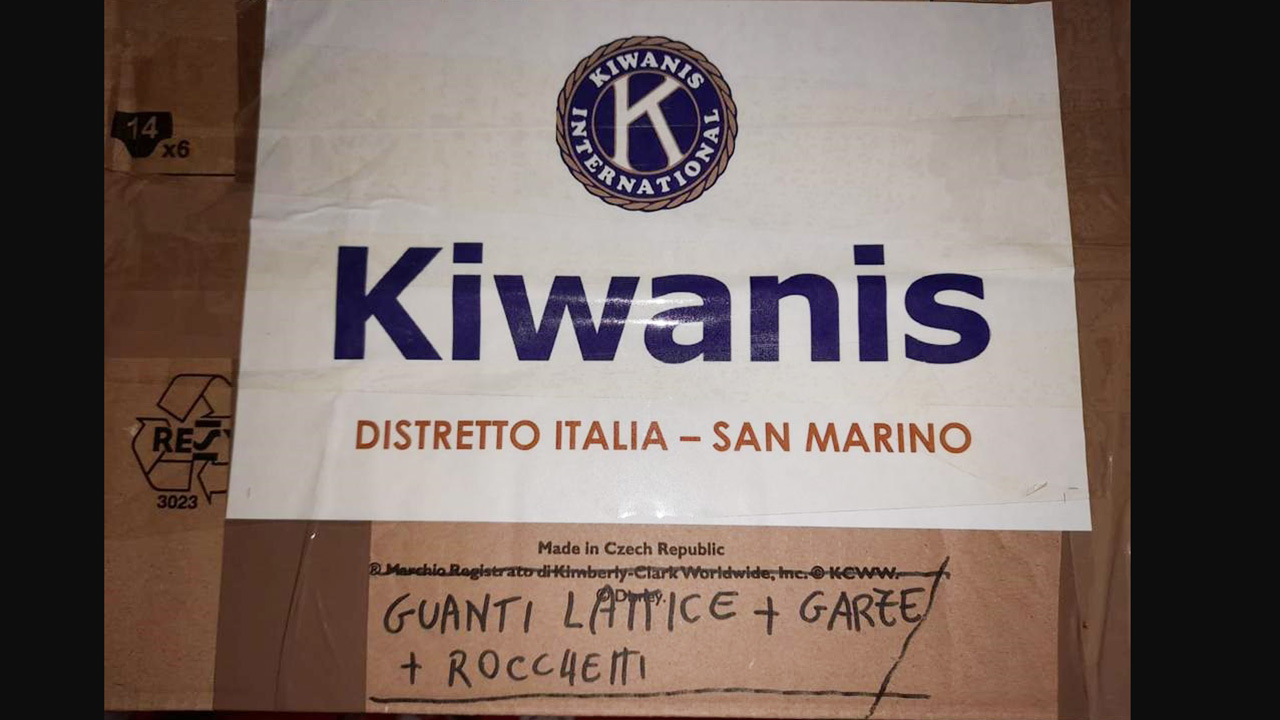 KIWANIS
K
INTERNATIONAL
14
x6
Kiwanis
DISTRETTO ITALIA – SAN MARINO
3023
Made in Czech Republic
® Marchio Registrato di Kimberly-Clark Worldwide, Inc. © KCWW.
© Disney.
GUANTI LATTICE + GARZE
+ ROCCHETTI